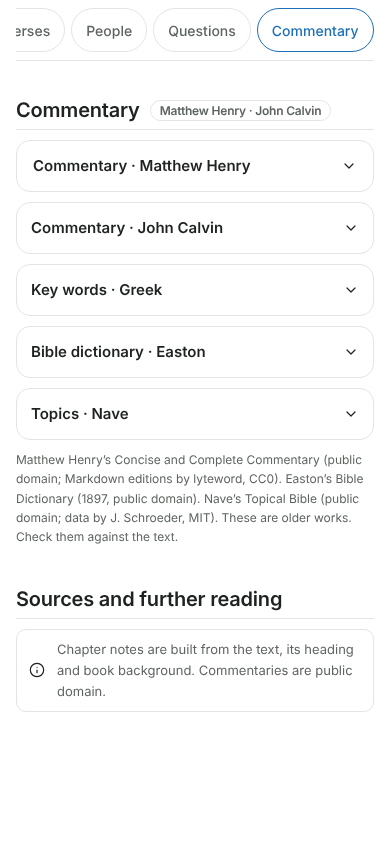 erses
People
Questions
Commentary
Commentary
Matthew Henry · John Calvin
Commentary · Matthew Henry
Commentary · John Calvin
Key words · Greek
Bible dictionary · Easton
Topics · Nave
Matthew Henry’s Concise and Complete Commentary (public
domain; Markdown editions by lyteword, CC0). Easton’s Bible
Dictionary (1897, public domain). Nave’s Topical Bible (public
domain; data by J. Schroeder, MIT). These are older works.
Check them against the text.
Sources and further reading
Chapter notes are built from the text, its heading
and book background. Commentaries are public
domain.